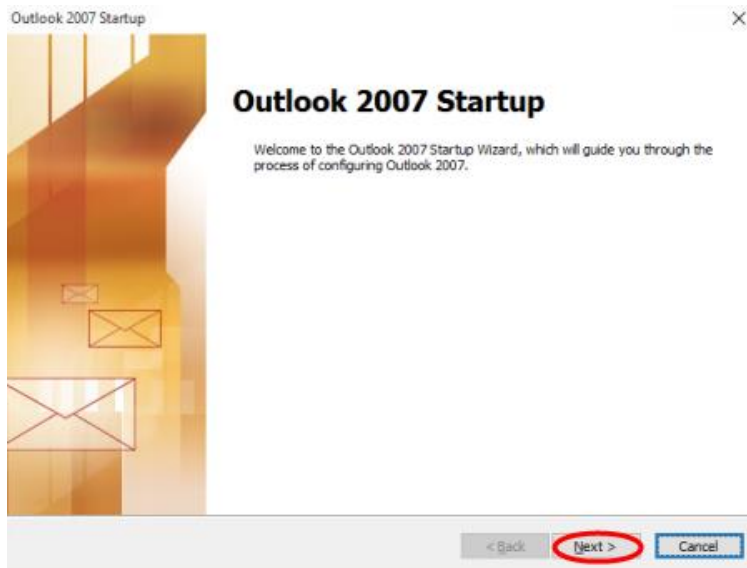 Outlook 2007 Startup
Outlook 2007 Startup
Welcome to the Outlook 2007 Startup Wizard, which will guide you through the
process of configuring Outlook 2007.
< Back Next > Cancel